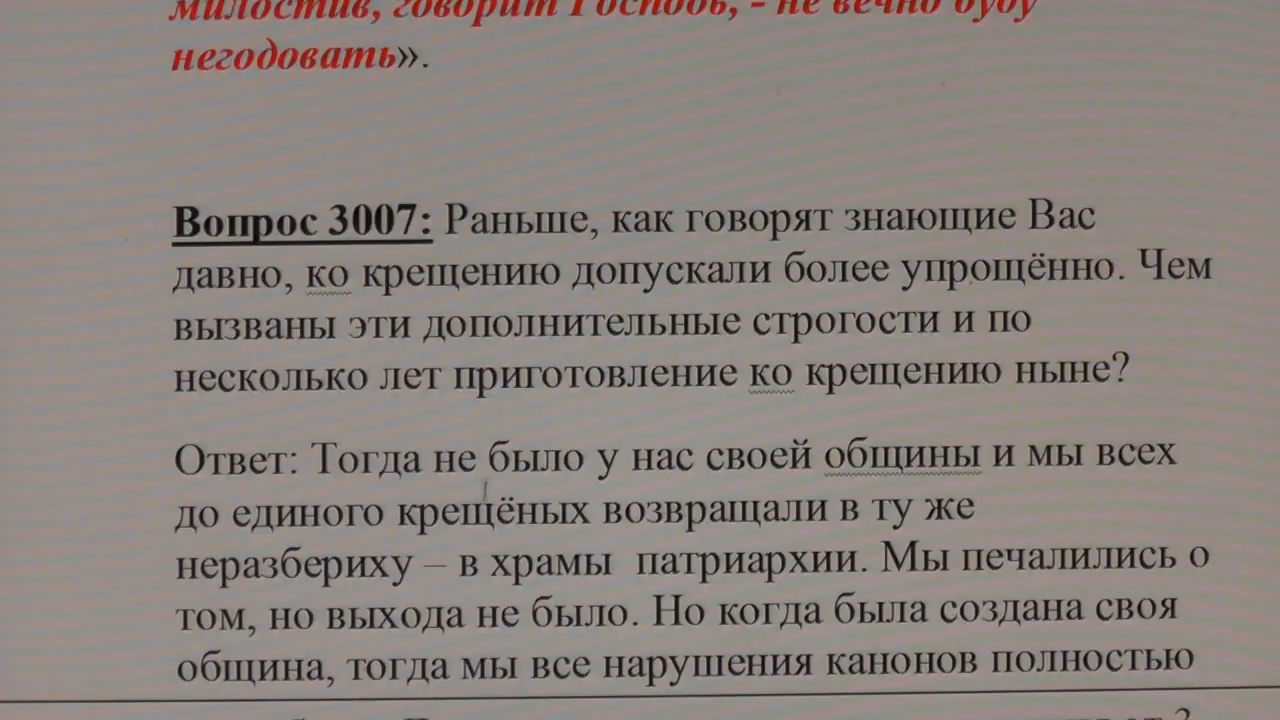 милостив, говорит Господь, - не вечно буду
негодовать».
Вопрос 3007: Раньше, как говорят знающие Вас
давно, ко крещению допускали более упрощённо. Чем
вызваны эти дополнительные строгости и по
несколько лет приготовление ко крещению ныне?
Ответ: Тогда не было у нас своей общины и мы всех
до единого крещёных возвращали в ту же
неразбериху – в храмы патриархии. Мы печалились о
том, но выхода не было. Но когда была создана своя
община, тогда мы все нарушения канонов полностью